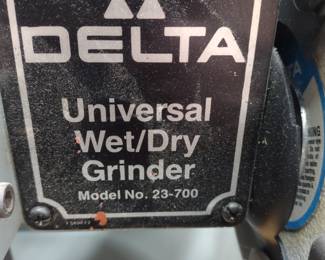 DELTA
Universal
Wet/Dry
Grinder
Model No. 23-700